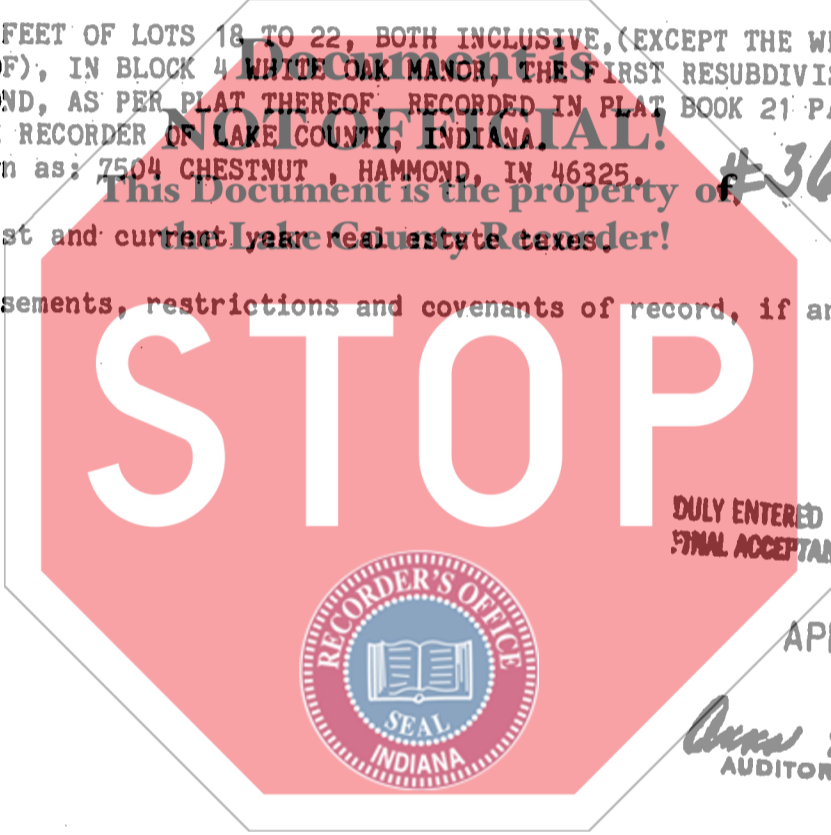 FEET OF LOTS 18 TO 22, BOTH INCLUSIVE,(EXCEPT THE
Document is
F), IN BLOCK 4 WHITE OAK MANOR, THE FIRST RESUBDIVIS
ND, AS PER PLAT THEREOF, RECORDED IN PLAT BOOK 21
NOT OFFICIAL!
RECORDER OF LAKE COUNTY, INDIANA.
n as: 7504 CHESTNUT , HAMMOND, IN 46325.
#36
This Document is the property of
the Lake County Recorder!
st and current year real estate taxes.
sements, restrictions and covenants of record, if an
STOP
DULY ENTERED
FINAL ACCEPTAN
RECORDER'S OFFICE
SEAL
INDIANA
AP
AUDITOR